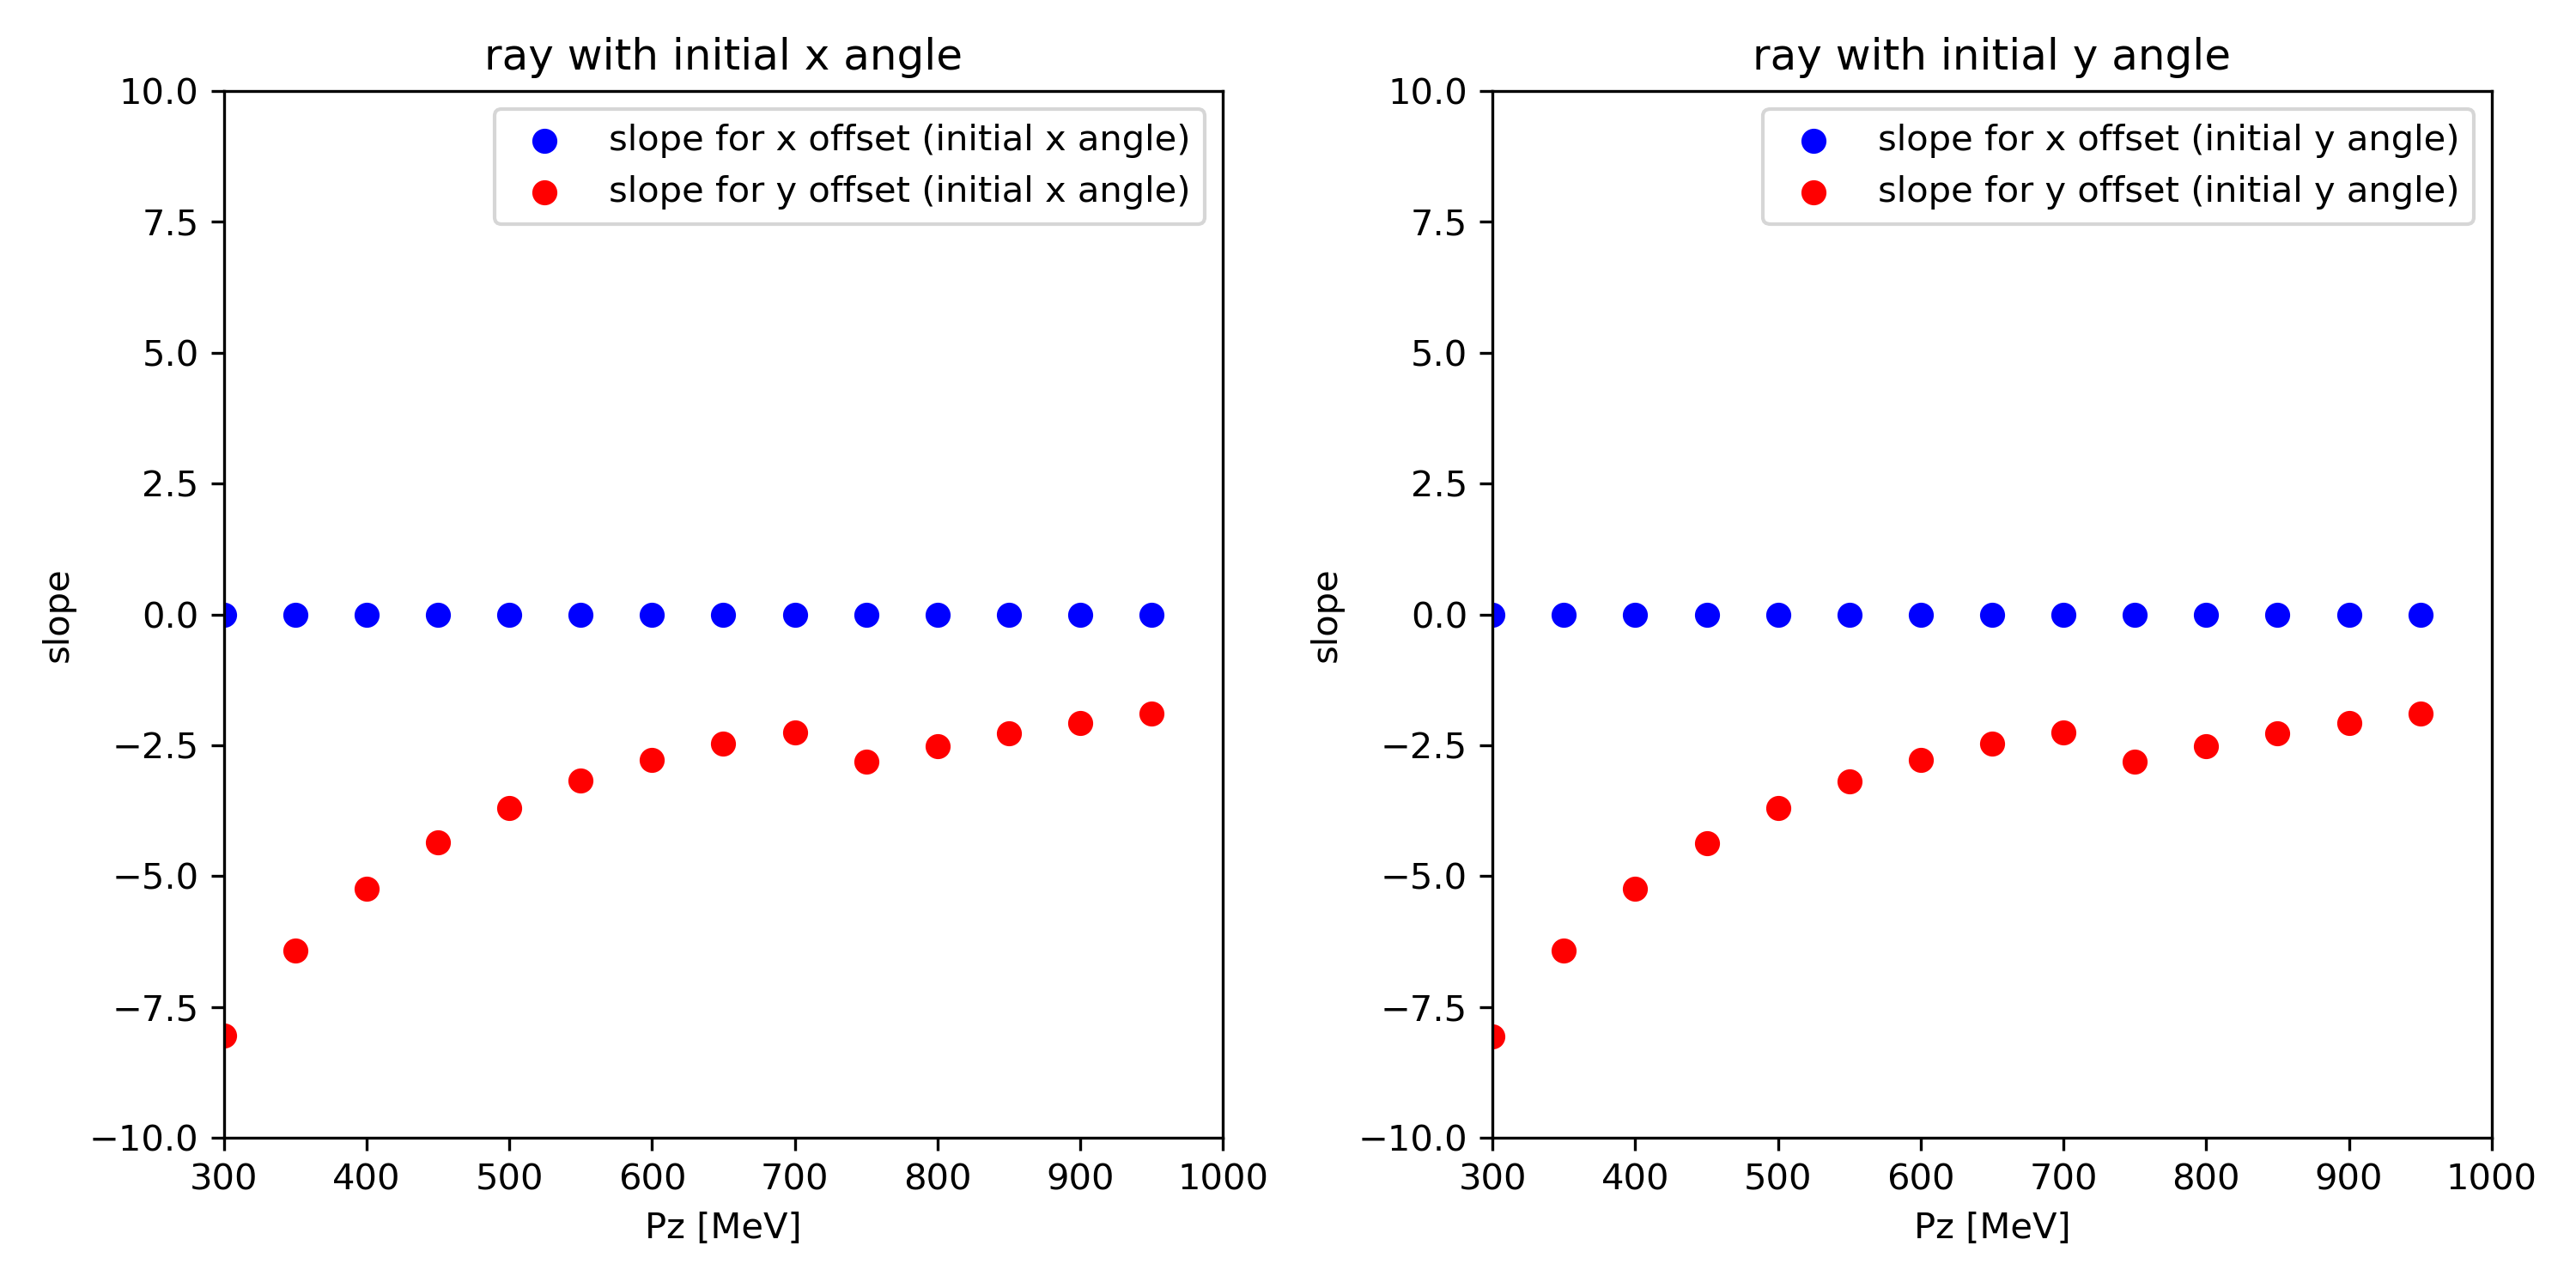 ray with initial x angle
slope for x offset (initial x angle)
slope for y offset (initial x angle)
10.0
7.5
5.0
2.5
0.0
−2.5
−5.0
−7.5
−10.0
slope
300 400 500 600 700 800 900 1000
Pz [MeV]
ray with initial y angle
slope for x offset (initial y angle)
slope for y offset (initial y angle)
10.0
7.5
5.0
2.5
0.0
−2.5
−5.0
−7.5
−10.0
slope
300 400 500 600 700 800 900 1000
Pz [MeV]